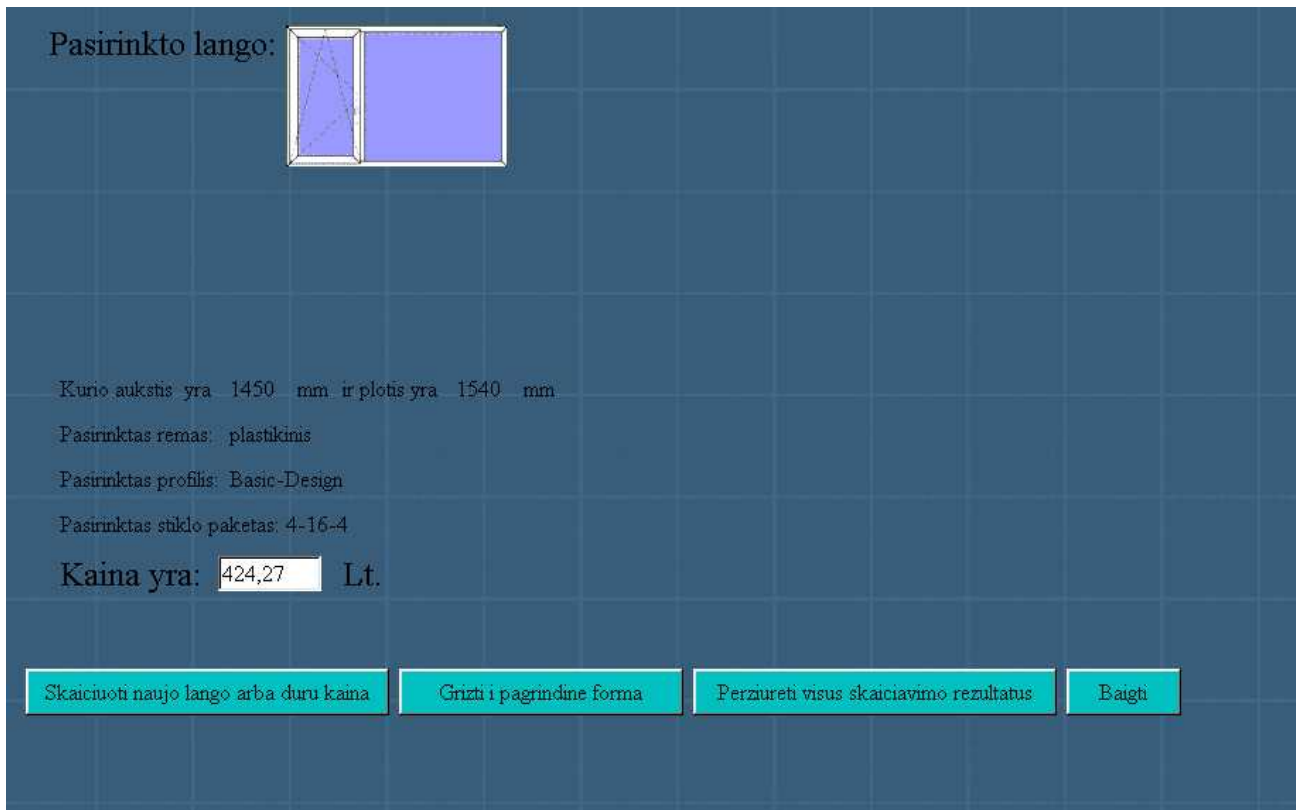 Pasirinkto lango:
Kurio aukstis yra 1450 mm ir plotis yra 1540 mm
Pasirinktas remas: plastikinis
Pasirinktas profilis: Basic-Design
Pasirinktas stiklo paketas: 4-16-4
Kaina yra: 424,27 Lt.
Skaiciuoti naujo lango arba duru kaina Grizti i pagrindine forma Perziureti visus skaiciavimo rezultatus Baigti